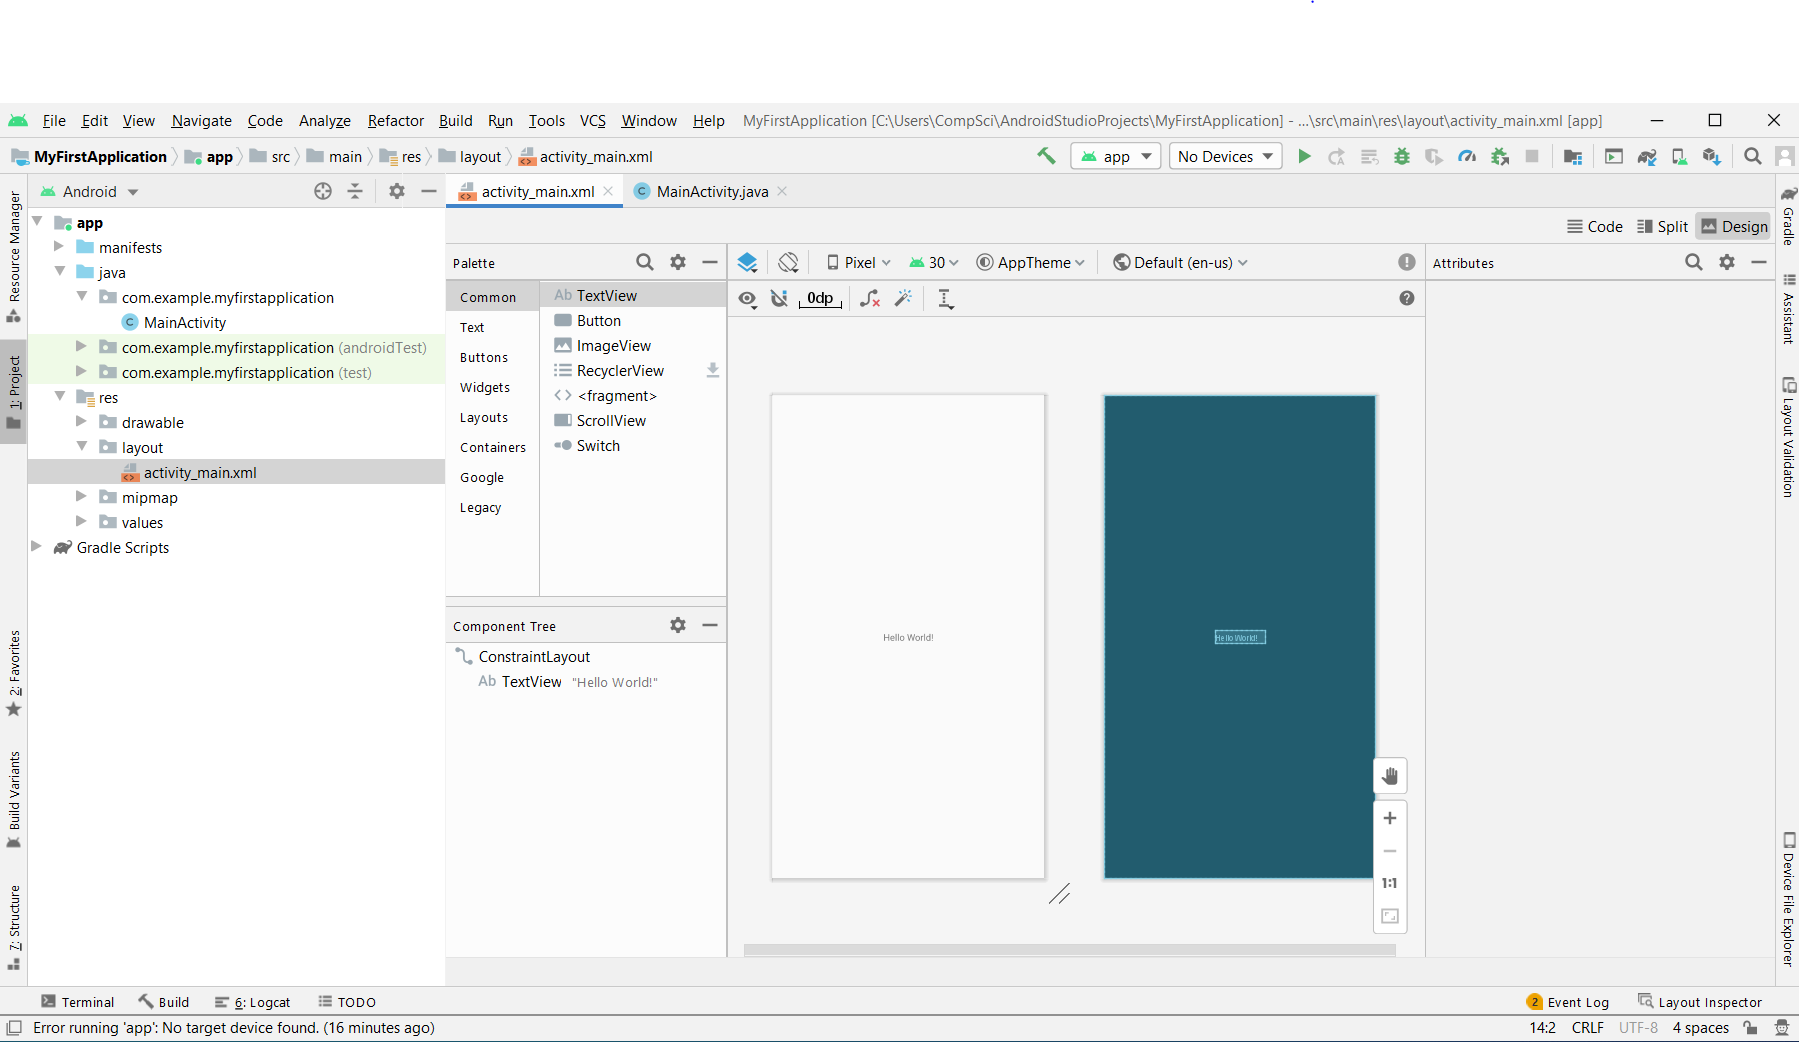 File Edit View Navigate Code Analyze Refactor Build Run Tools VCS Window Help MyFirstApplication [C:\Users\CompSci\AndroidStudioProjects\MyFirstApplication] - ...\src\main\res\layout\activity_main.xml [app]
MyFirstApplication app src main res layout activity_main.xml app No Devices
Android
activity_main.xml
MainActivity.java
Code Split Design
Resource Manager
1: Project
2: Favorites
Build Variants
7: Structure
app
manifests
java
com.example.myfirstapplication
MainActivity
com.example.myfirstapplication (androidTest)
com.example.myfirstapplication (test)
res
drawable
layout
activity_main.xml
mipmap
values
Gradle Scripts
Palette
Common
Text
Buttons
Widgets
Layouts
Containers
Google
Legacy
Ab TextView
Button
ImageView
RecyclerView
<fragment>
ScrollView
Switch
Component Tree
ConstraintLayout
Ab TextView "Hello World!"
Pixel 30 AppTheme Default (en-us)
0dp
Hello World!
Hello World!
1:1
Attributes
Gradle
Assistant
Layout Validation
Device File Explorer
Terminal Build 6: Logcat TODO
2 Event Log Layout Inspector
Error running 'app': No target device found. (16 minutes ago)
14:2 CRLF UTF-8 4 spaces